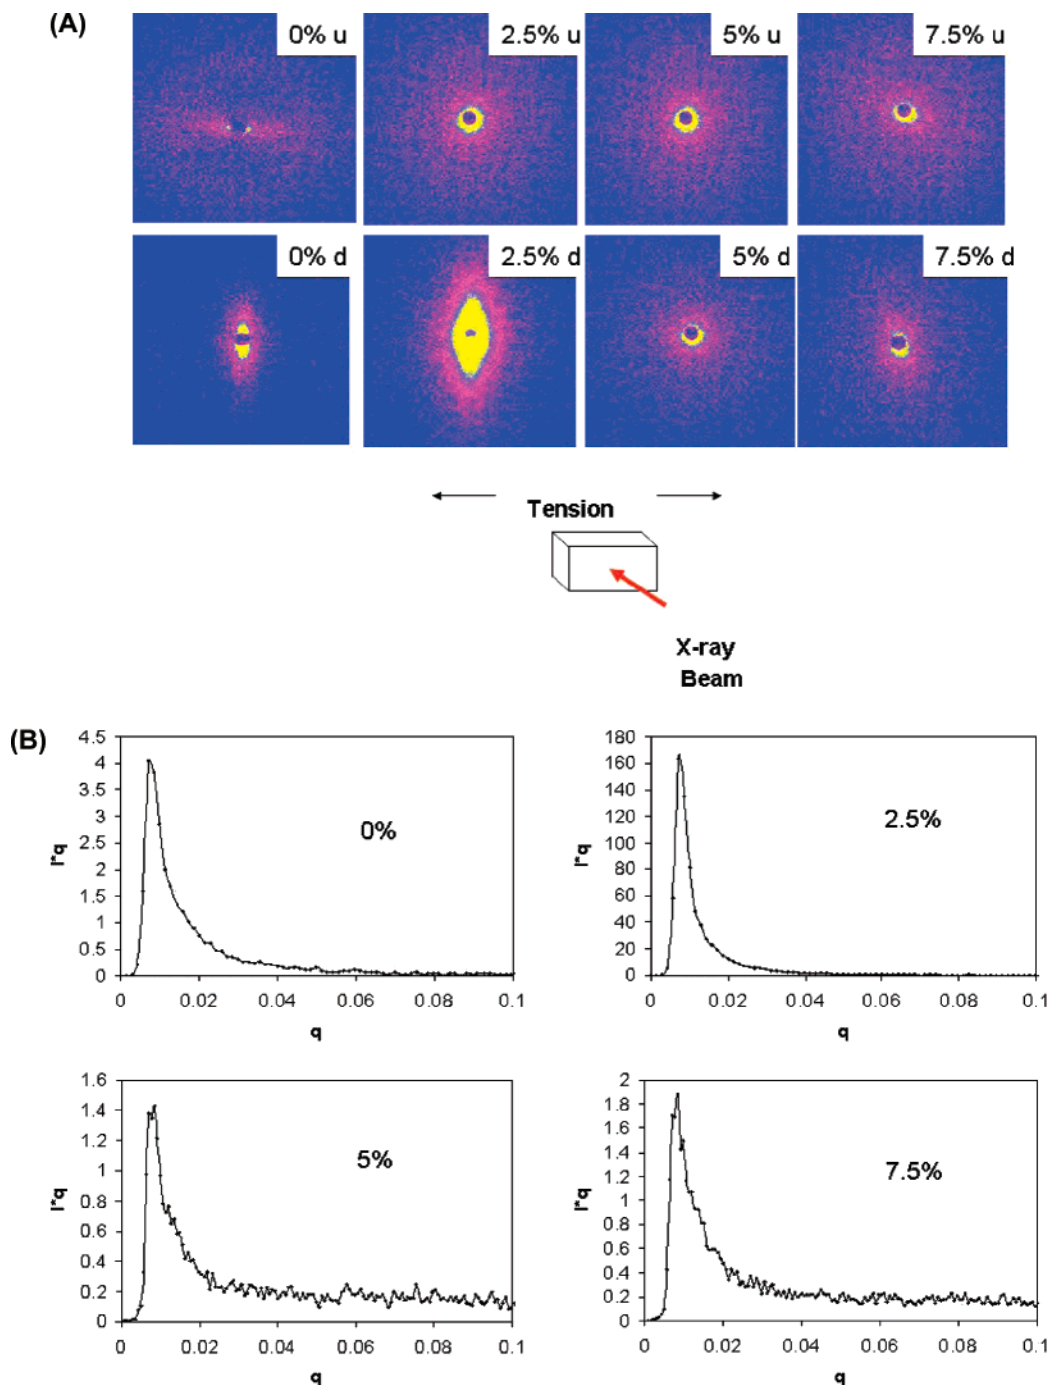 (A)
0% u
2.5% u
5% u
7.5% u
0% d
2.5% d
5% d
7.5% d
Tension
X-ray
Beam
(B)
4.5
4
3.5
3
2.5
2
1.5
1
0.5
0
I*q
0%
0 0.02 0.04 0.06 0.08 0.1
q
180
160
140
120
100
80
60
40
20
0
I*q
2.5%
0 0.02 0.04 0.06 0.08 0.1
q
1.6
1.4
1.2
1
0.8
0.6
0.4
0.2
0
I*q
5%
0 0.02 0.04 0.06 0.08 0.1
q
2
1.8
1.6
1.4
1.2
1
0.8
0.6
0.4
0.2
0
I*q
7.5%
0 0.02 0.04 0.06 0.08 0.1
q